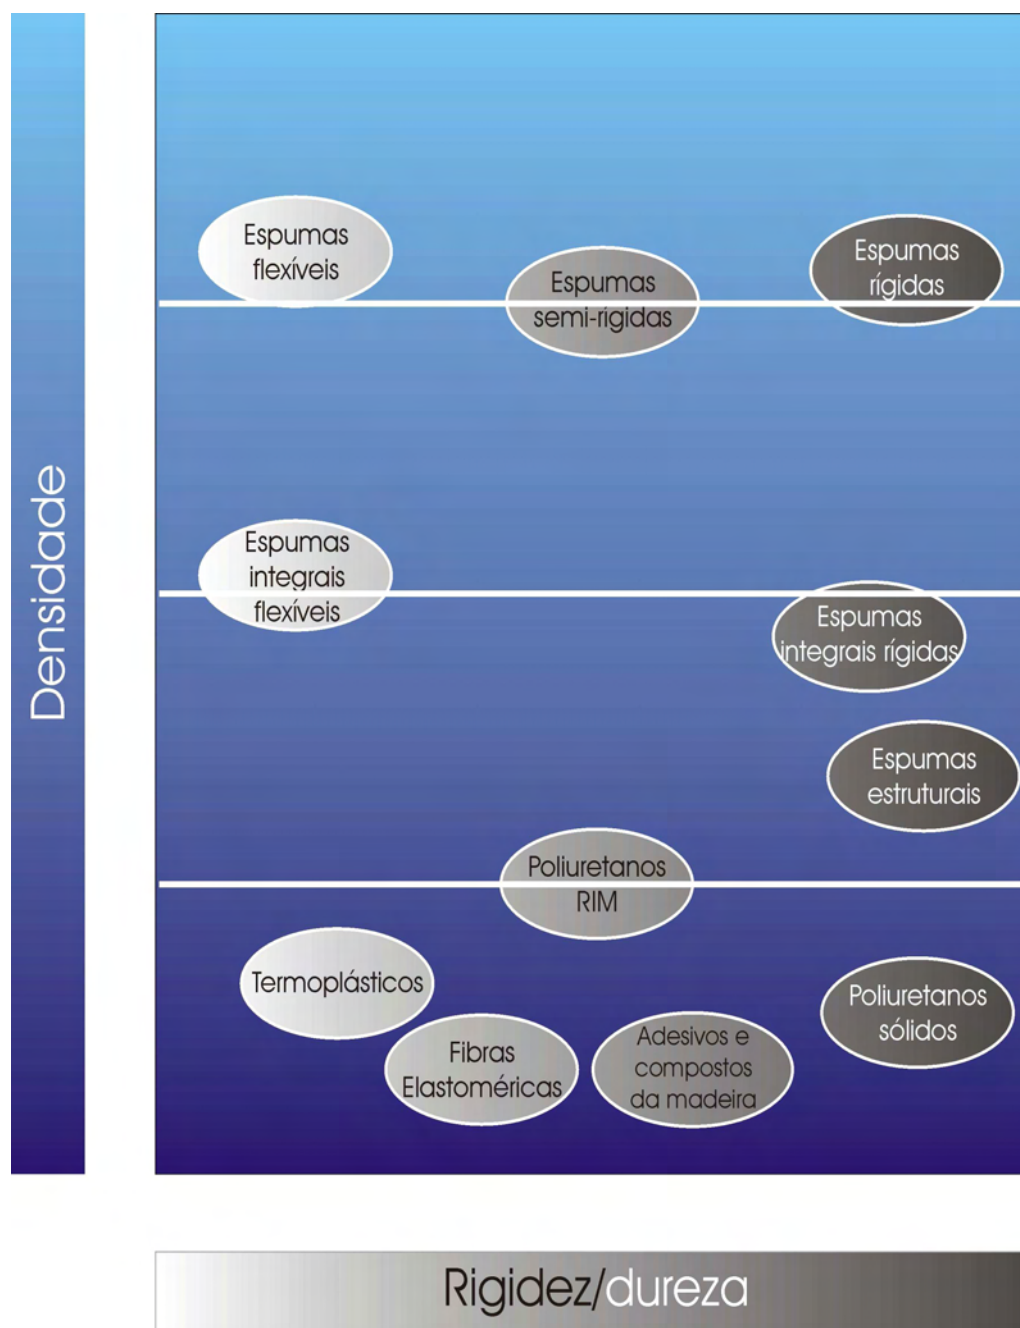 Densidade
Espumas
flexíveis
Espumas
semi-rigidas
Espumas
rígidas
Espumas
integrais
flexíveis
Espumas
integrais rígidas
Espumas
estruturais
Poliuretanos
RIM
Termoplásticos
Fibras
Elastoméricas
Adesivos e
compostos
da madeira
Poliuretanos
sólidos
Rigidez/dureza